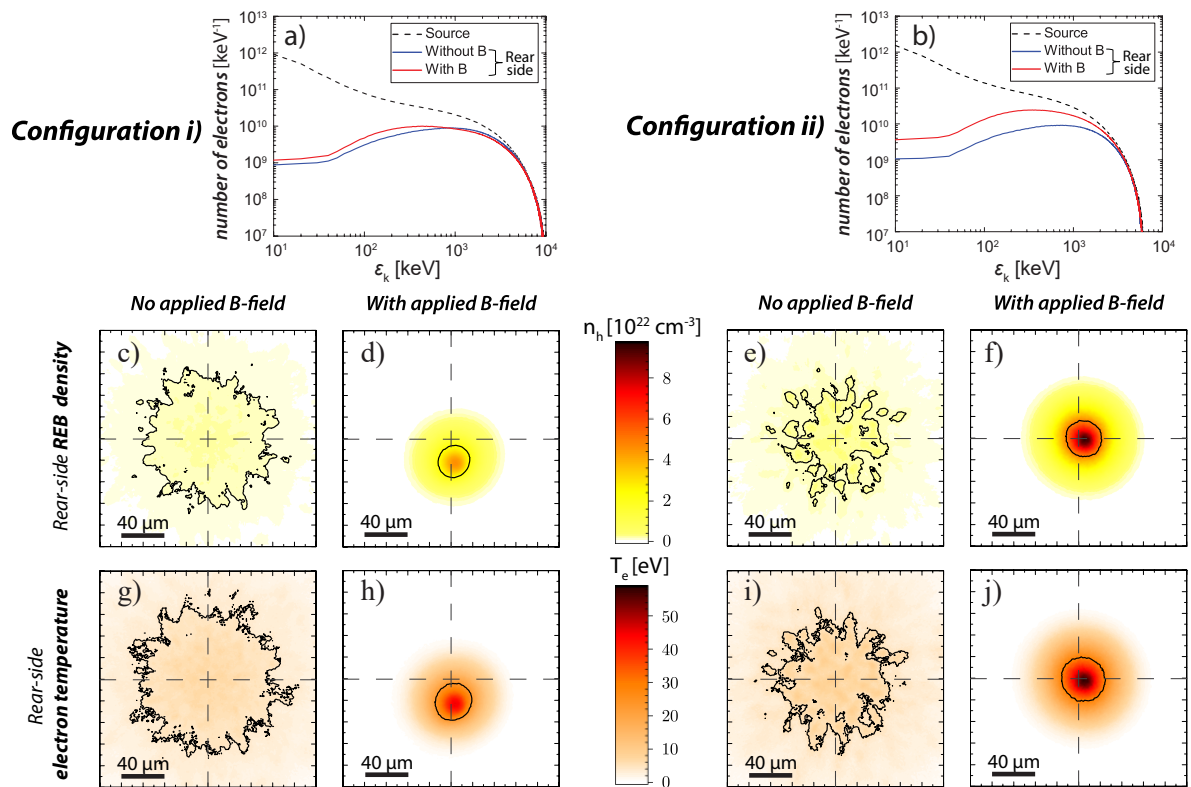 a)
Source
Without B
With B
Rear side
number of electrons [keV⁻¹]
10¹³
10¹²
10¹¹
10¹⁰
10⁹
10⁸
10⁷
10¹
10²
10³
10⁴
εₖ [keV]
Configuration i)
b)
Source
Without B
With B
Rear side
number of electrons [keV⁻¹]
10¹³
10¹²
10¹¹
10¹⁰
10⁹
10⁸
10⁷
10¹
10²
10³
10⁴
εₖ [keV]
Configuration ii)
No applied B-field
With applied B-field
No applied B-field
With applied B-field
Rear-side REB density
c)
40 μm
d)
40 μm
nₕ [10²² cm⁻³]
8
6
4
2
0
e)
40 μm
f)
40 μm
Rear-side
electron temperature
g)
40 μm
h)
40 μm
Tₑ [eV]
50
40
30
20
10
0
i)
40 μm
j)
40 μm